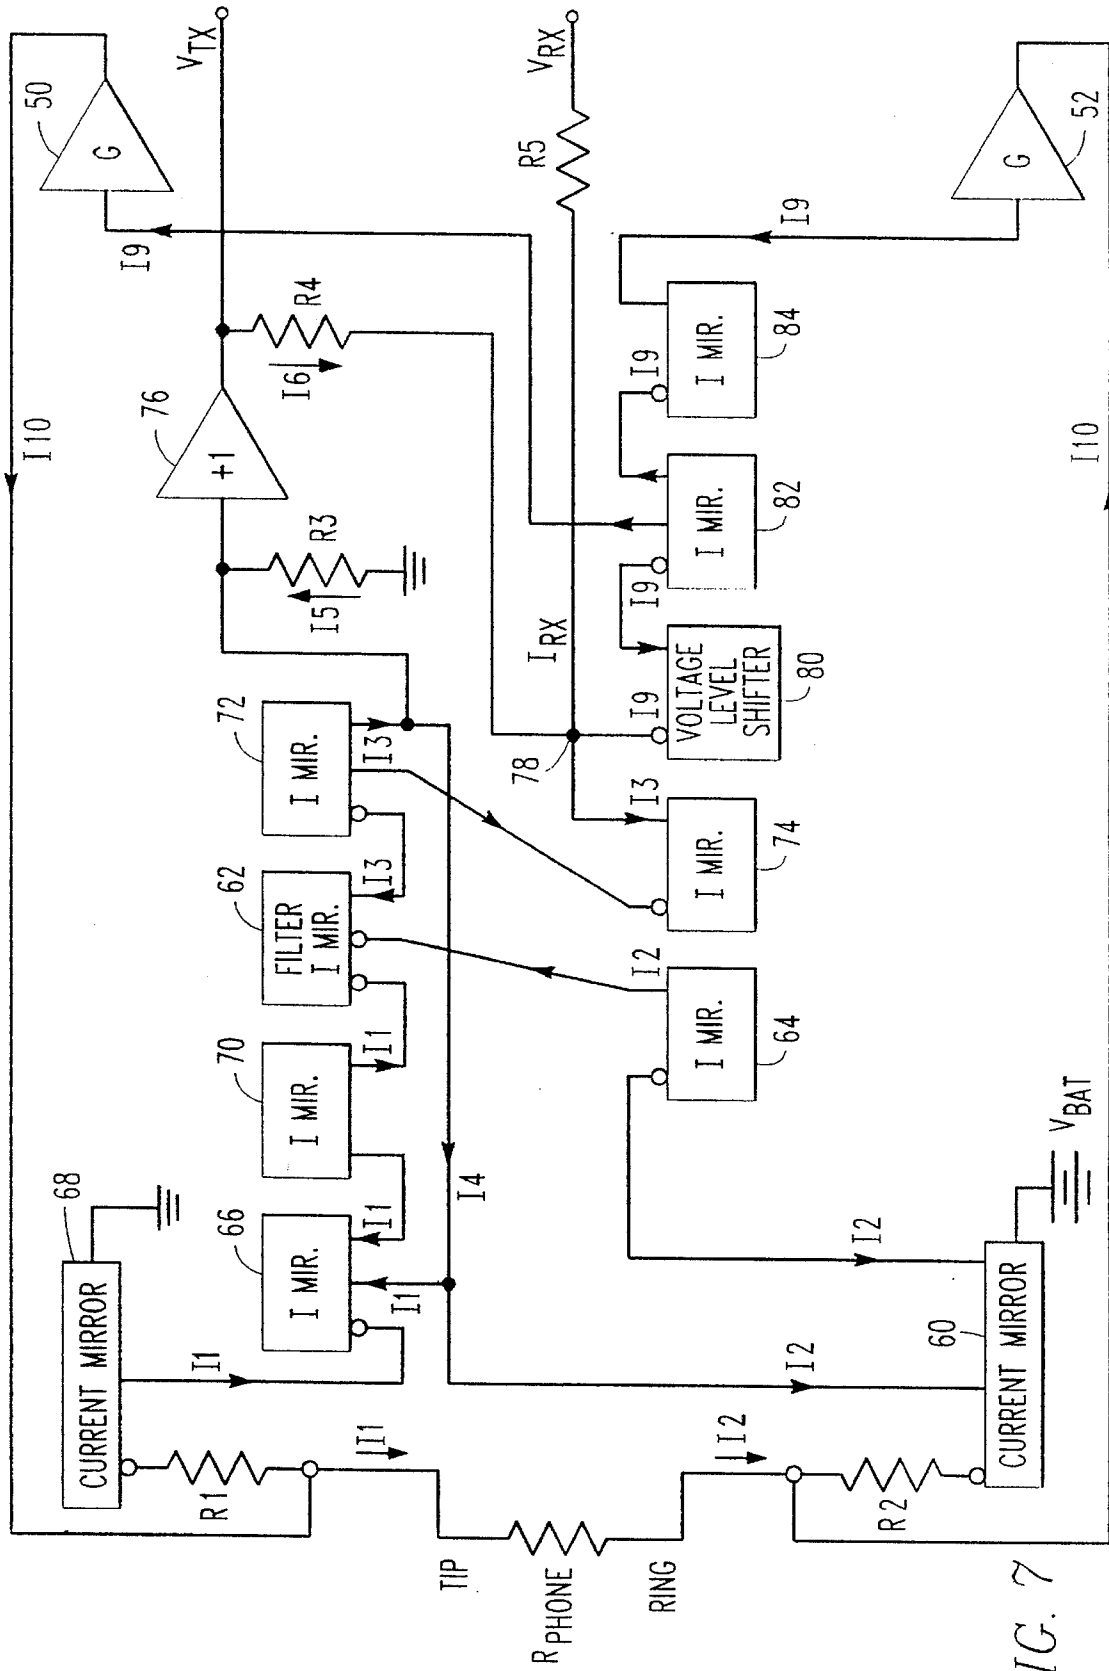 I10
50
G
V_TX
I9
76
+1
R4
I6
R3
I5
V_RX
R5
I_RX
68
CURRENT MIRROR
I1
R1
66
I MIR.
I1
I1
70
I MIR.
I1
62
FILTER
I MIR.
I3
72
I MIR.
I3
I4
I1
TIP
R_PHONE
RING
I2
R2
I2
60
CURRENT MIRROR
V_BAT
I2
64
I MIR.
I2
74
I MIR.
I3
78
I9
80
VOLTAGE
LEVEL
SHIFTER
I9
82
I MIR.
I9
84
I MIR.
I9
52
G
I10
IG. 7